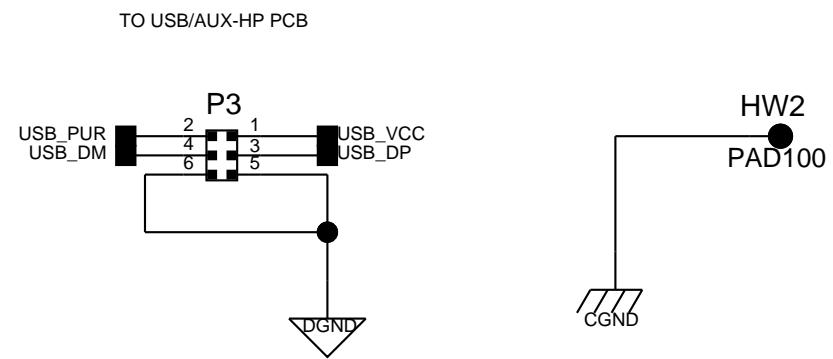 TO USB/AUX-HP PCB
P3
HW2
USB_PUR 2 1 USB_VCC
USB_DM 4 3 USB_DP
6 5
PAD100
DGND
CGND